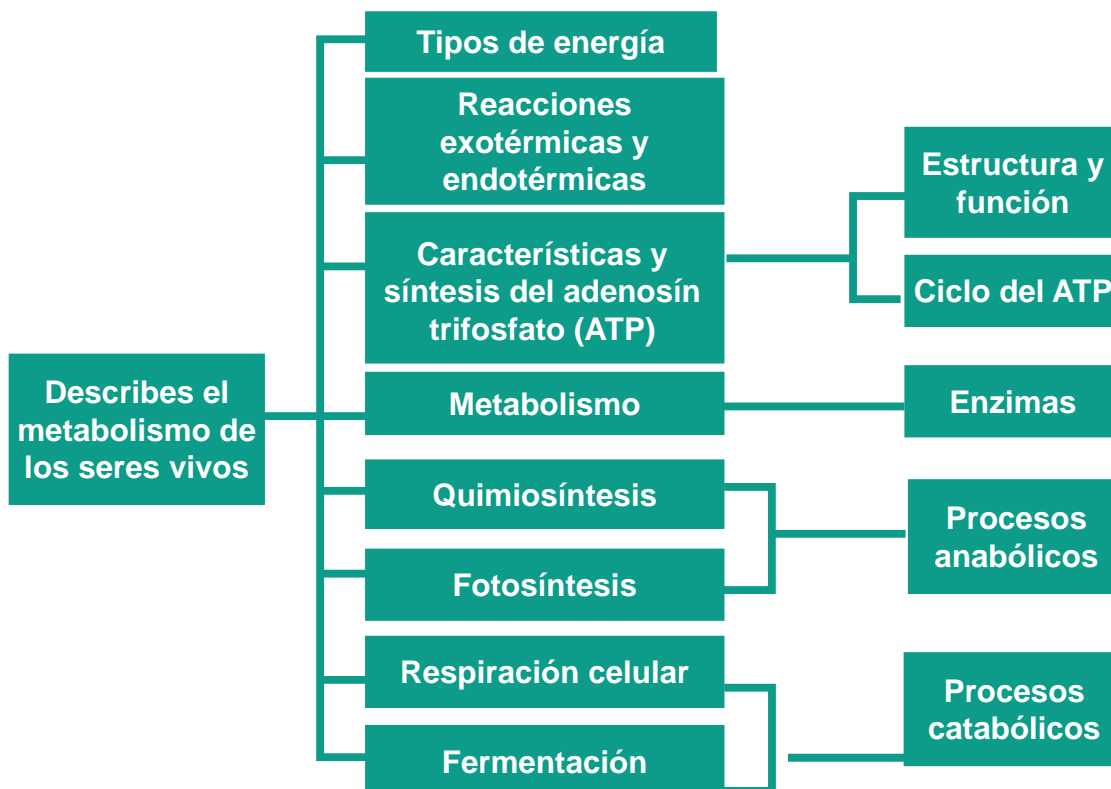 Describes el
metabolismo de
los seres vivos
Tipos de energía
Reacciones
exotérmicas y
endotérmicas
Características y
síntesis del adenosín
trifosfato (ATP)
Estructura y
función
Ciclo del ATP
Metabolismo
Enzimas
Quimiosíntesis
Fotosíntesis
Procesos
anabólicos
Respiración celular
Fermentación
Procesos
catabólicos